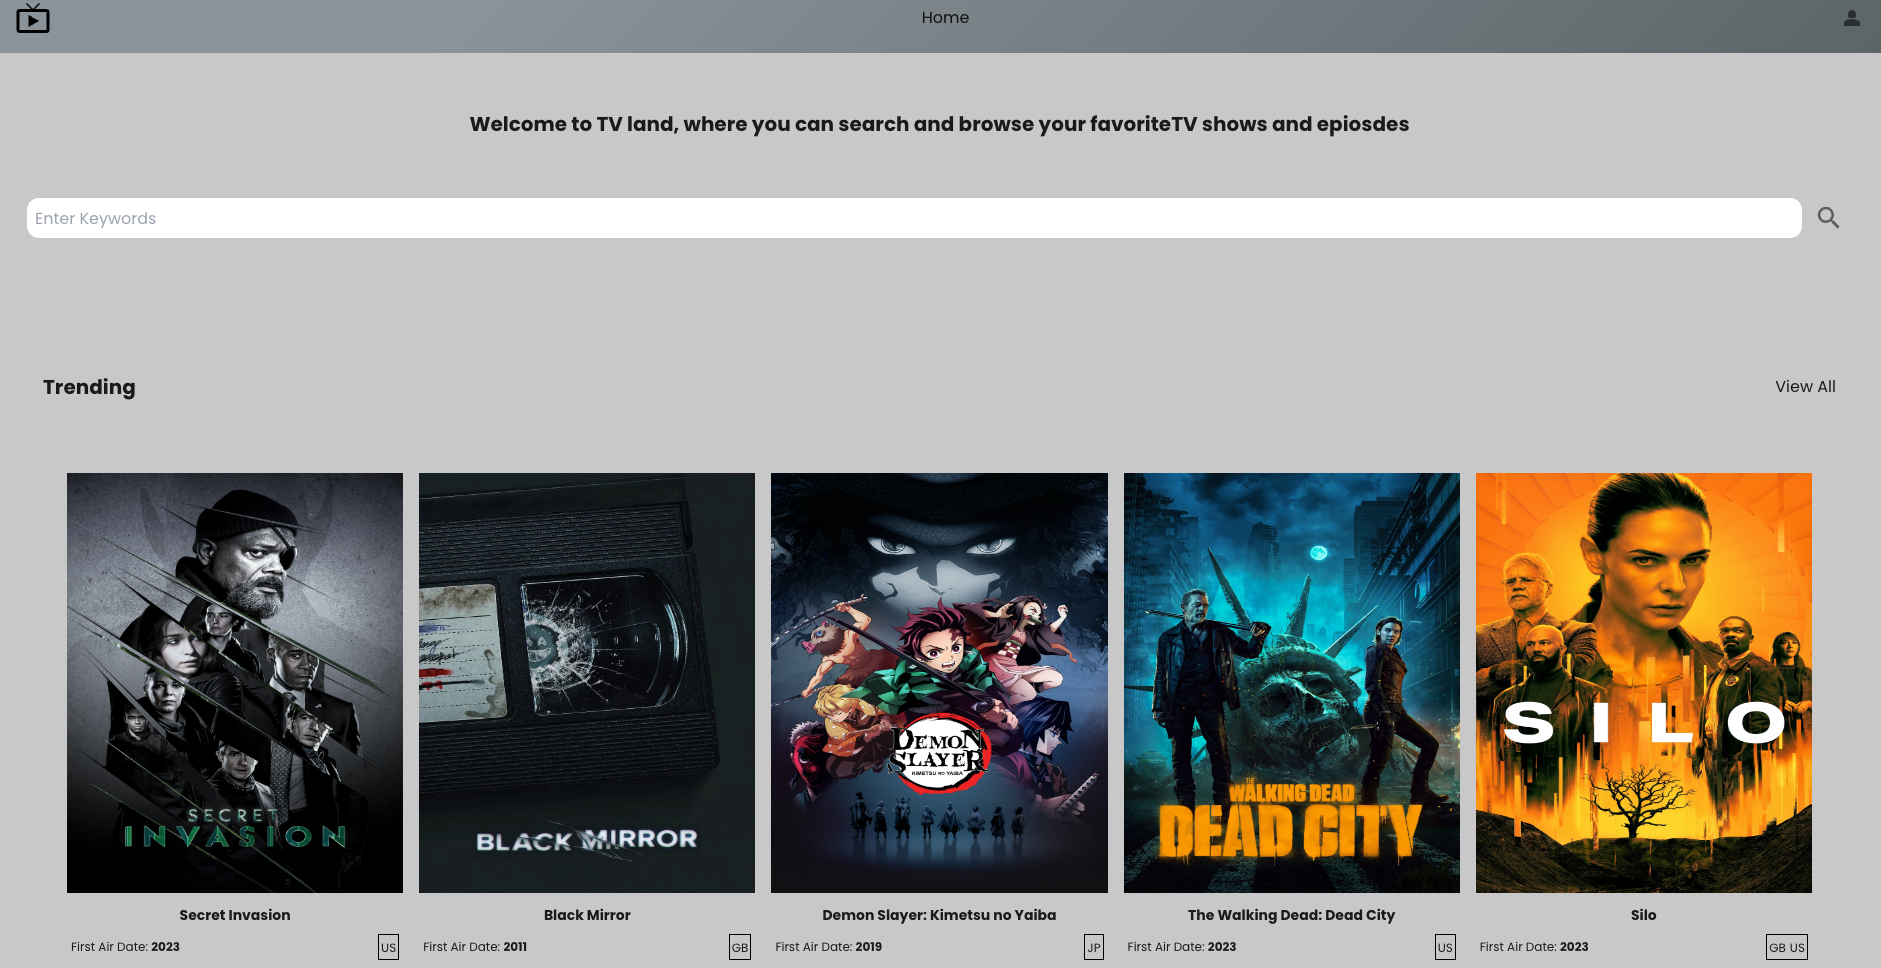 Home
Welcome to TV land, where you can search and browse your favoriteTV shows and epiosdes
Enter Keywords
Trending
View All
SECRET
INVASION
BLACK MIRROR
DEMON
SLAYER
KIMETSU NO YAIBA
THE
WALKING DEAD
DEAD CITY
SILO
Secret Invasion
Black Mirror
Demon Slayer: Kimetsu no Yaiba
The Walking Dead: Dead City
Silo
First Air Date: 2023
US
First Air Date: 2011
GB
First Air Date: 2019
JP
First Air Date: 2023
US
First Air Date: 2023
GB US